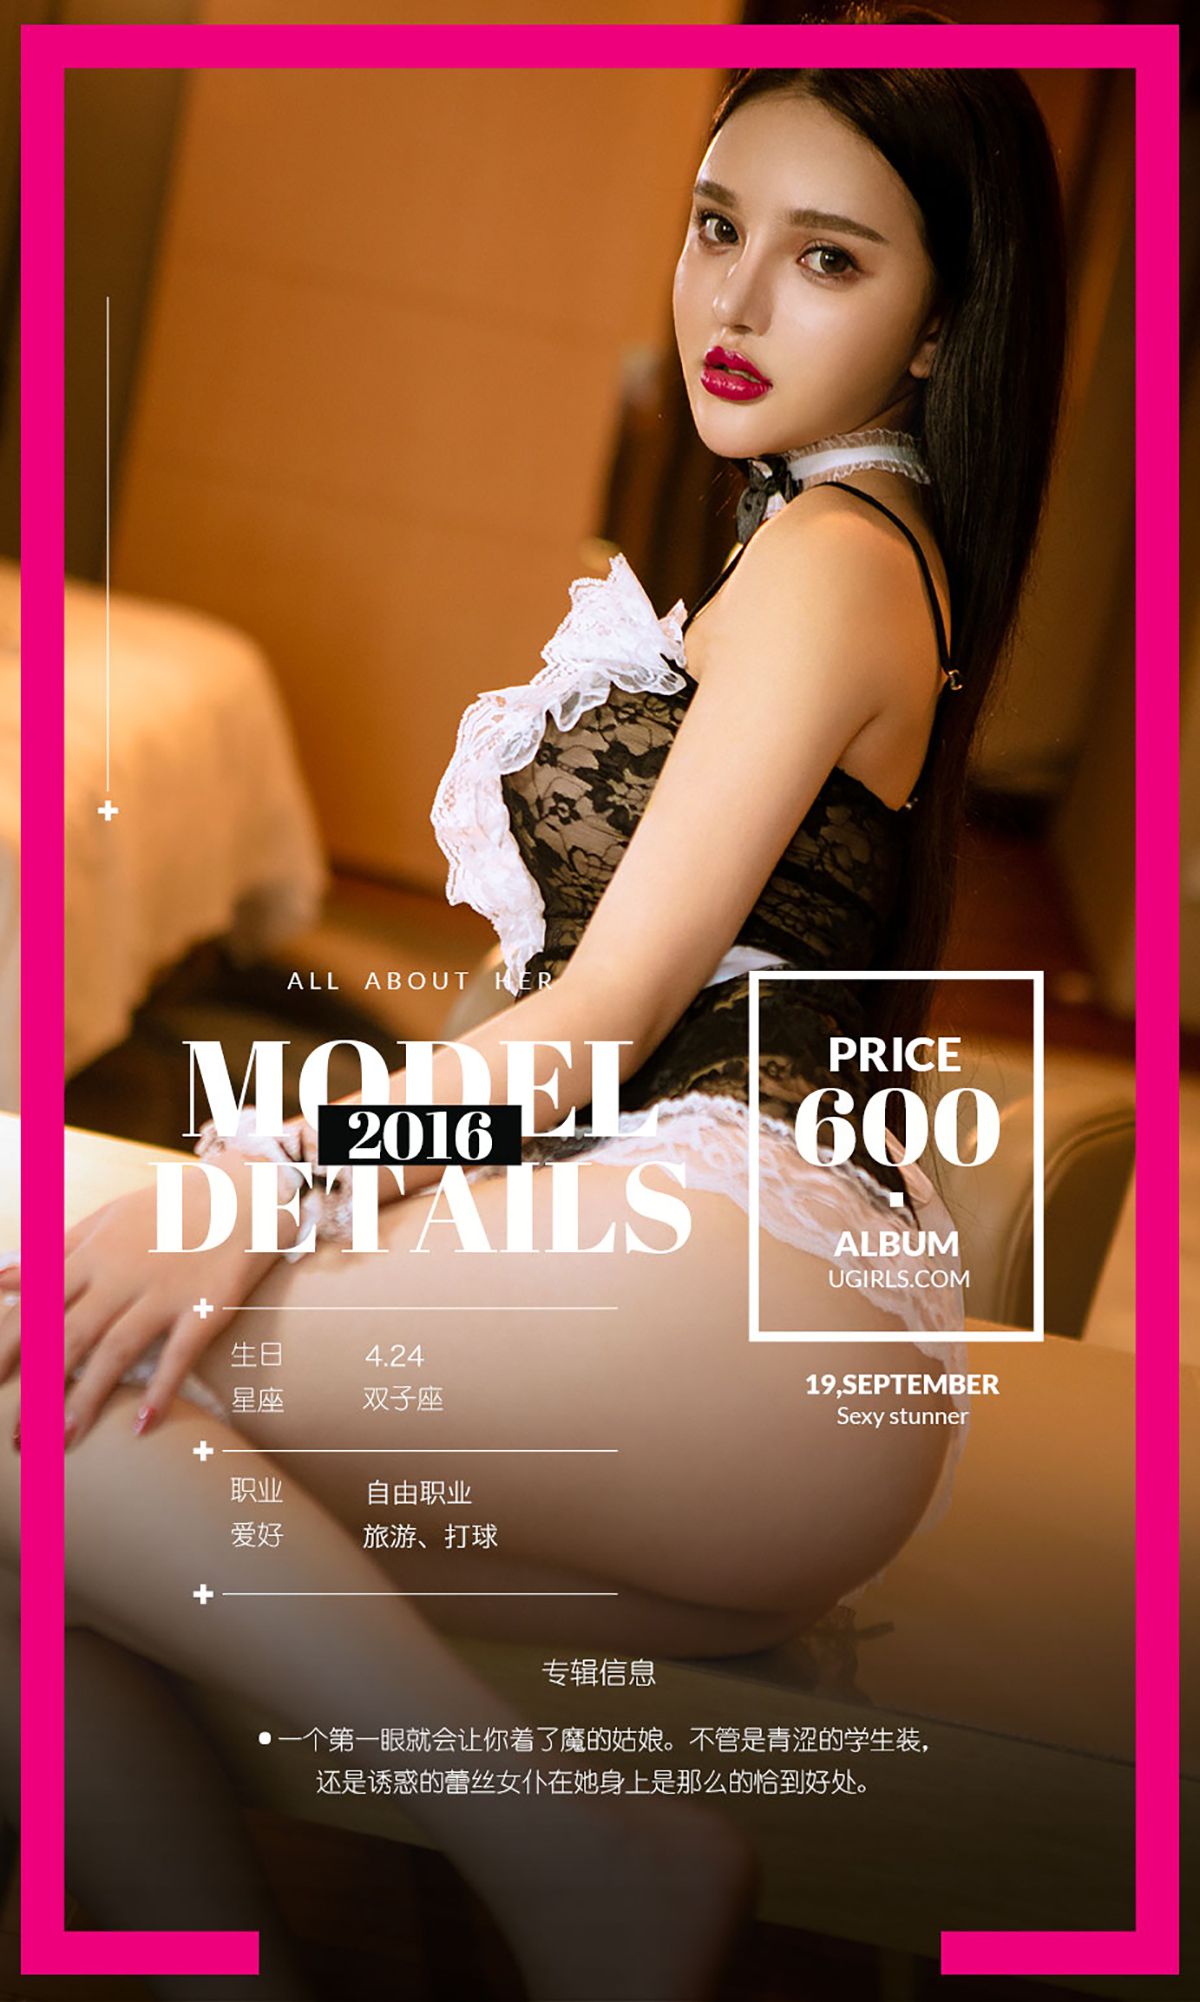 ALL ABOUT HER
MODEL
2016
DETAILS
PRICE
600
ALBUM
UGIRLS.COM
19,SEPTEMBER
Sexy stunner
生日 4.24
星座 双子座
职业 自由职业
爱好 旅游、打球
专辑信息
一个第一眼就会让你着了魔的姑娘。不管是青涩的学生装，
还是诱惑的蕾丝女仆在她身上是那么的恰到好处。